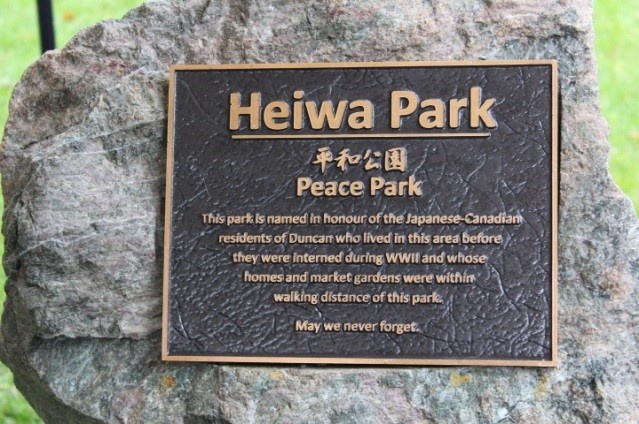 Heiwa Park
平和公園
Peace Park
This park is named in honour of the Japanese-Canadian
residents of Duncan who lived in this area before
they were interned during WWII and whose
homes and market gardens were within
walking distance of this park.
May we never forget.